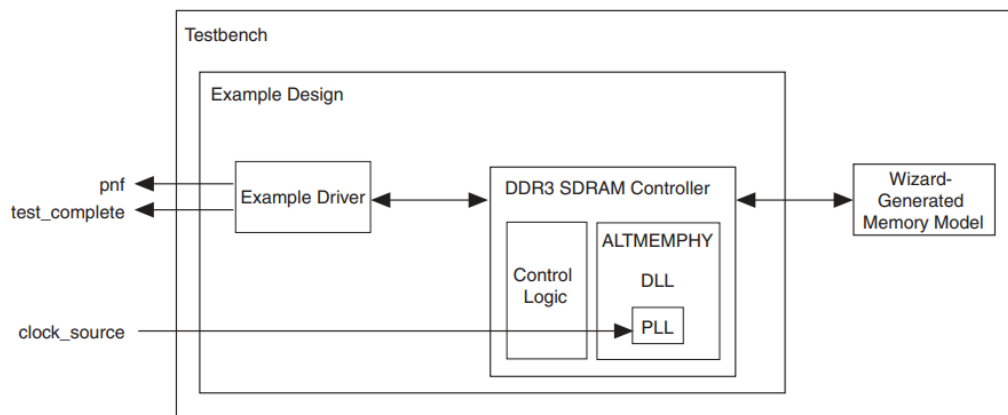 Testbench
Example Design
pnf
test_complete
Example Driver
DDR3 SDRAM Controller
Control
Logic
ALTMEMPHY
DLL
PLL
Wizard-
Generated
Memory Model
clock_source